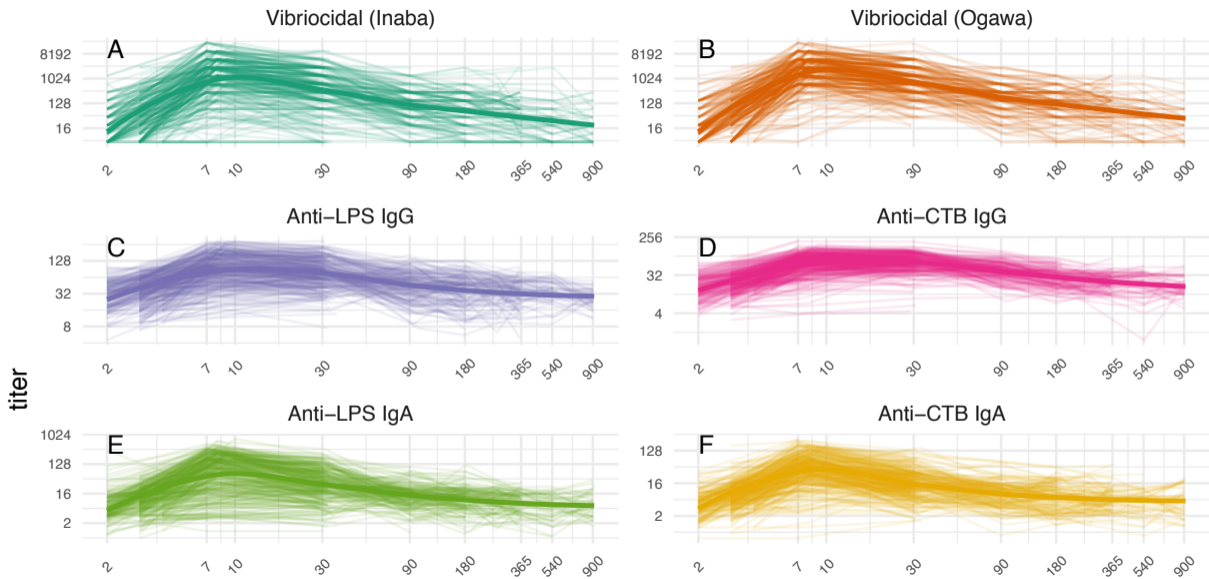 Vibriocidal (Inaba)
A
8192
1024
128
16
2 7 10 30 90 180 365 540 900
Vibriocidal (Ogawa)
B
8192
1024
128
16
2 7 10 30 90 180 365 540 900
Anti−LPS IgG
C
128
32
8
2 7 10 30 90 180 365 540 900
Anti−CTB IgG
D
256
32
4
2 7 10 30 90 180 365 540 900
Anti−LPS IgA
E
1024
128
16
2
2 7 10 30 90 180 365 540 900
Anti−CTB IgA
F
128
16
2
2 7 10 30 90 180 365 540 900
titer